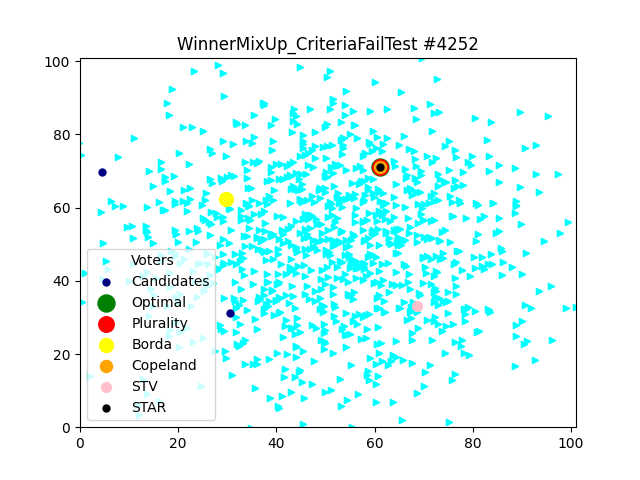 WinnerMixUp_CriteriaFailTest #4252
100
80
60
40
20
0
Voters
Candidates
Optimal
Plurality
Borda
Copeland
STV
STAR
0 20 40 60 80 100